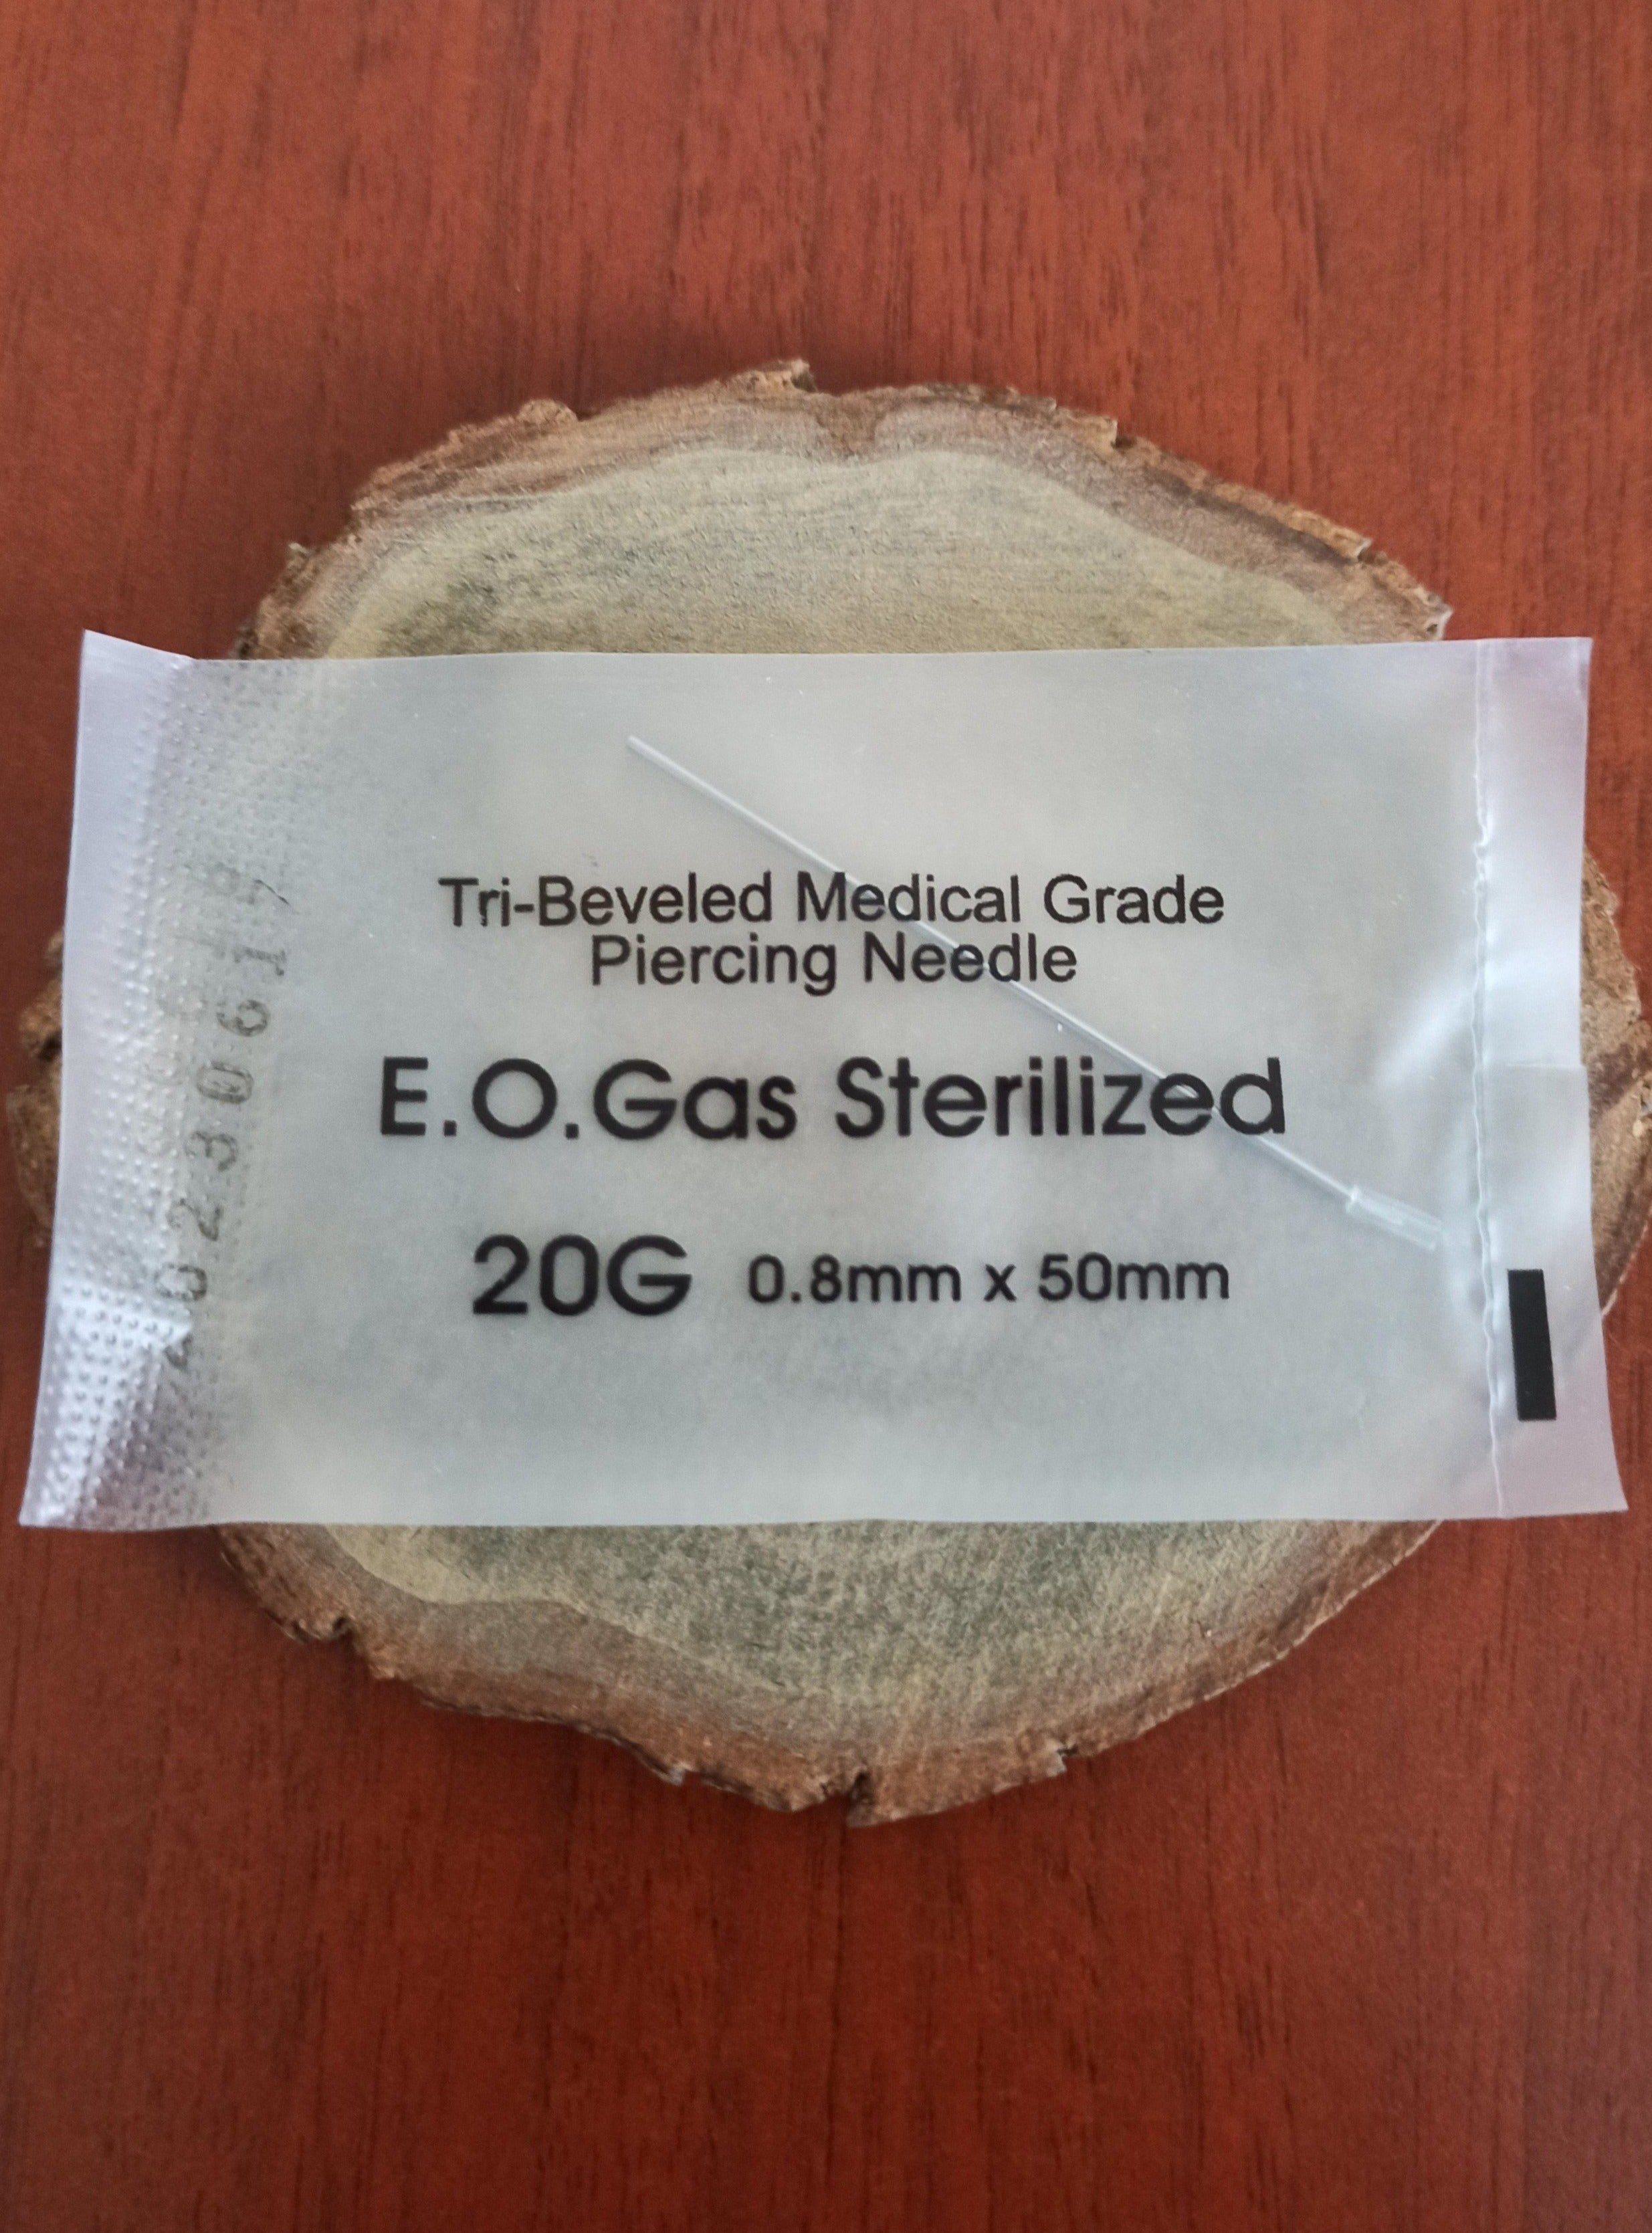 Tri-Beveled Medical Grade
Piercing Needle
E.O.Gas Sterilized
20G 0.8mm x 50mm